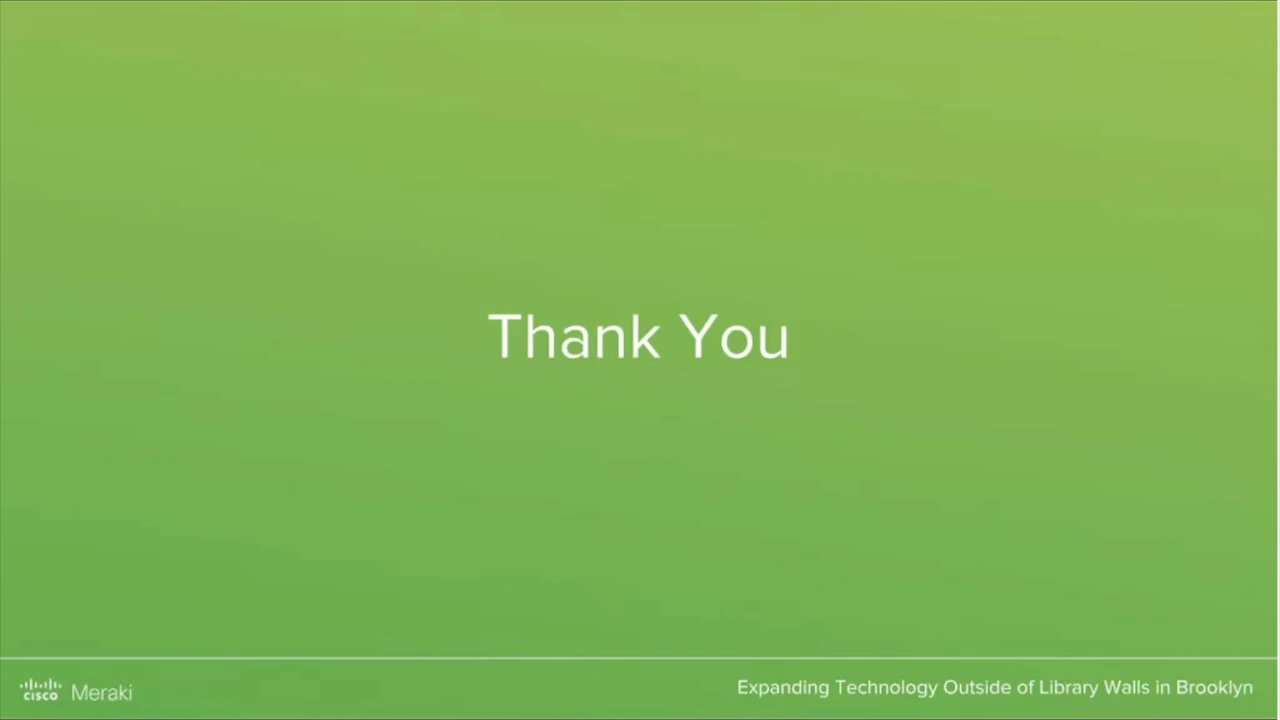 Thank You
cisco Meraki
Expanding Technology Outside of Library Walls in Brooklyn